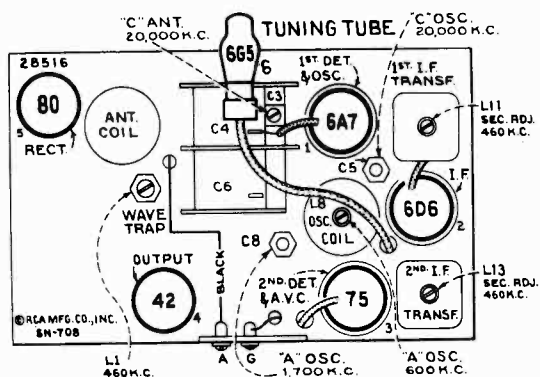 "C" ANT.
20,000 K.C.
6G5
TUNING TUBE
"C" OSC.
20,000 K.C.
28516
80
5
RECT.
ANT.
COIL
6
C3
C4
C6
1ST. DET.
& OSC.
6A7
1
1ST. I.F.
TRANSF.
L11
SEC. ADJ.
460 K.C.
C5
I.F.
6D6
2
L8
OSC.
COIL
WAVE
TRAP
C8
OUTPUT
42
4
BLACK
2ND. DET.
& A.V.C.
75
3
2ND. I.F.
TRANSF.
L13
SEC. ADJ.
460 K.C.
© RCA MFG. CO., INC.
SN-708
A
G
L1
460 K.C.
"A" OSC.
1,700 K.C.
"A" OSC.
600 K.C.